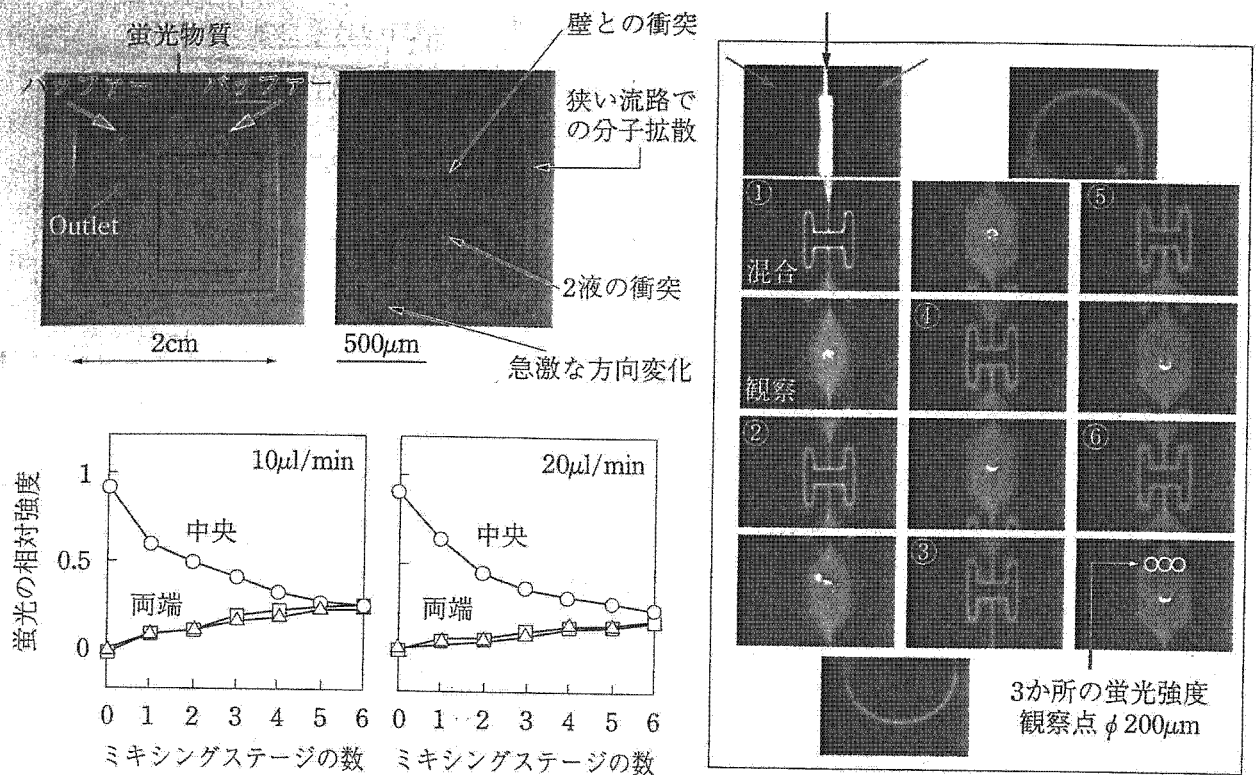 蛍光物質
バッファー
バッファー
Outlet
2cm
壁との衝突
狭い流路で
の分子拡散
2液の衝突
急激な方向変化
500μm
蛍光の相対強度
1
0.5
0
10μl/min
中央
両端
0 1 2 3 4 5 6
ミキシングステージの数
20μl/min
中央
両端
0 1 2 3 4 5 6
ミキシングステージの数
①
混合
観察
②
④
③
⑤
⑥
3か所の蛍光強度
観察点 φ200μm